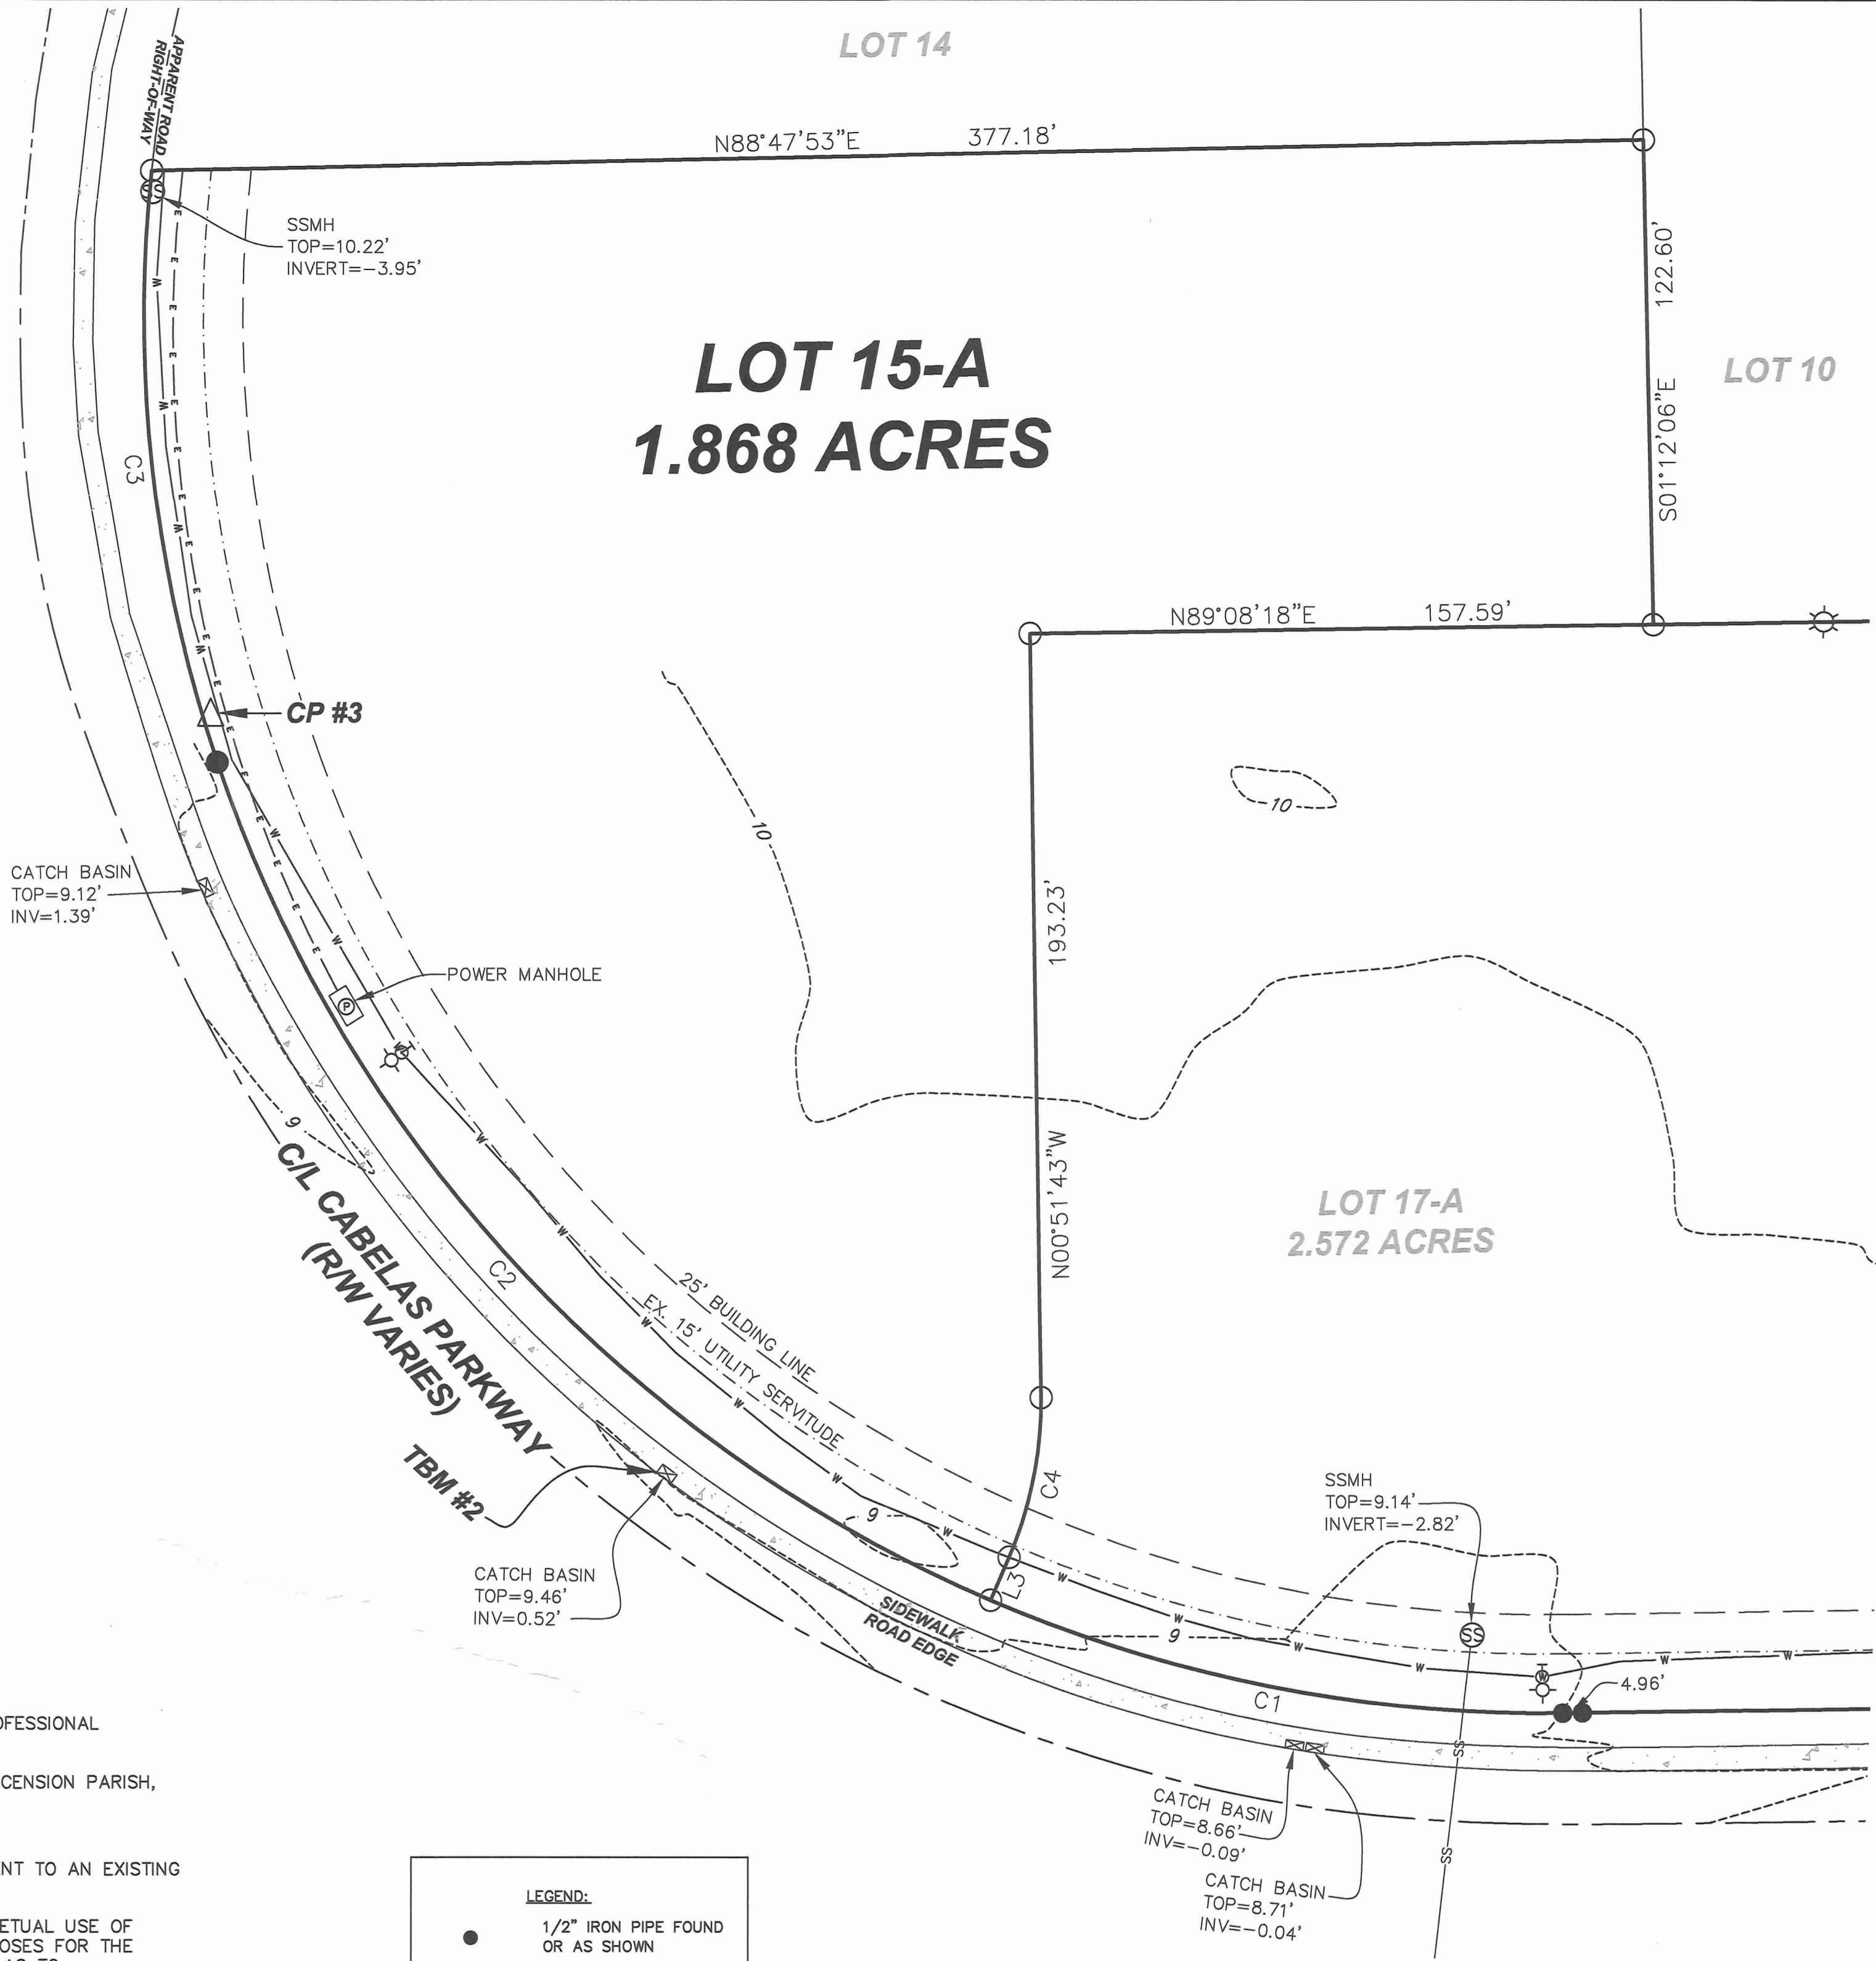 LOT 14
APPARENT ROAD
RIGHT-OF-WAY
N88°47'53"E 377.18'
SSMH
TOP=10.22'
INVERT=-3.95'
122.60'
S01°12'06"E
LOT 10
LOT 15-A
1.868 ACRES
C3
N89°08'18"E 157.59'
CP #3
10
10
CATCH BASIN
TOP=9.12'
INV=1.39'
193.23'
N00°51'43"W
POWER MANHOLE
P
9
C/L CABELAS PARKWAY
(R/W VARIES)
C2
25' BUILDING LINE
EX. 15' UTILITY SERVITUDE
LOT 17-A
2.572 ACRES
TBM #2
C4
SSMH
TOP=9.14'
INVERT=-2.82'
9
CATCH BASIN
TOP=9.46'
INV=0.52'
L3
SIDEWALK
ROAD EDGE
9
SS
4.96'
C1
SS
CATCH BASIN
TOP=8.66'
INV=-0.09'
SS
CATCH BASIN
TOP=8.71'
INV=-0.04'
OFESSIONAL
CENSION PARISH,
NT TO AN EXISTING
ETUAL USE OF
OSES FOR THE
LEGEND:
1/2" IRON PIPE FOUND
OR AS SHOWN